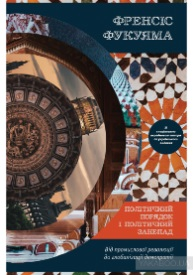 ФРЕНСІС
ФУКУЯМА
ПОЛІТИЧНИЙ
ПОРЯДОК
І ПОЛІТИЧНИЙ
ЗАНЕПАД
Від промислової революції
до глобалізації демократії